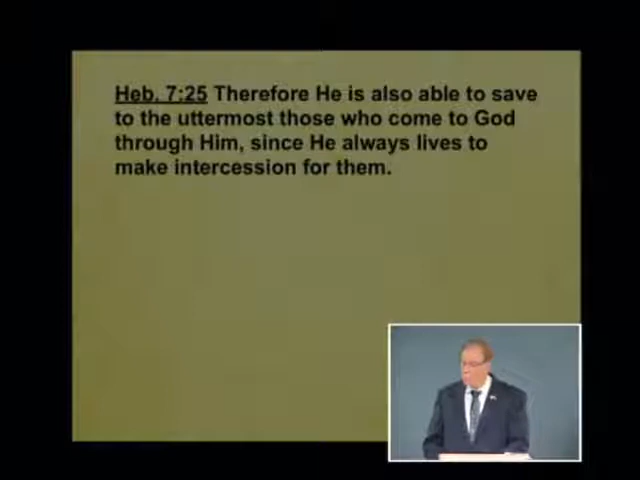 Heb. 7:25 Therefore He is also able to save
to the uttermost those who come to God
through Him, since He always lives to
make intercession for them.